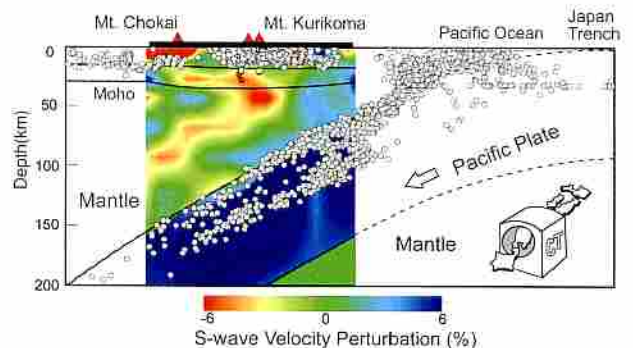 Mt. Chokai
Mt. Kurikoma
Pacific Ocean
Japan
Trench
0
50
100
150
200
Depth(km)
Moho
Mantle
Pacific Plate
Mantle
CT
-6
0
6
S-wave Velocity Perturbation (%)